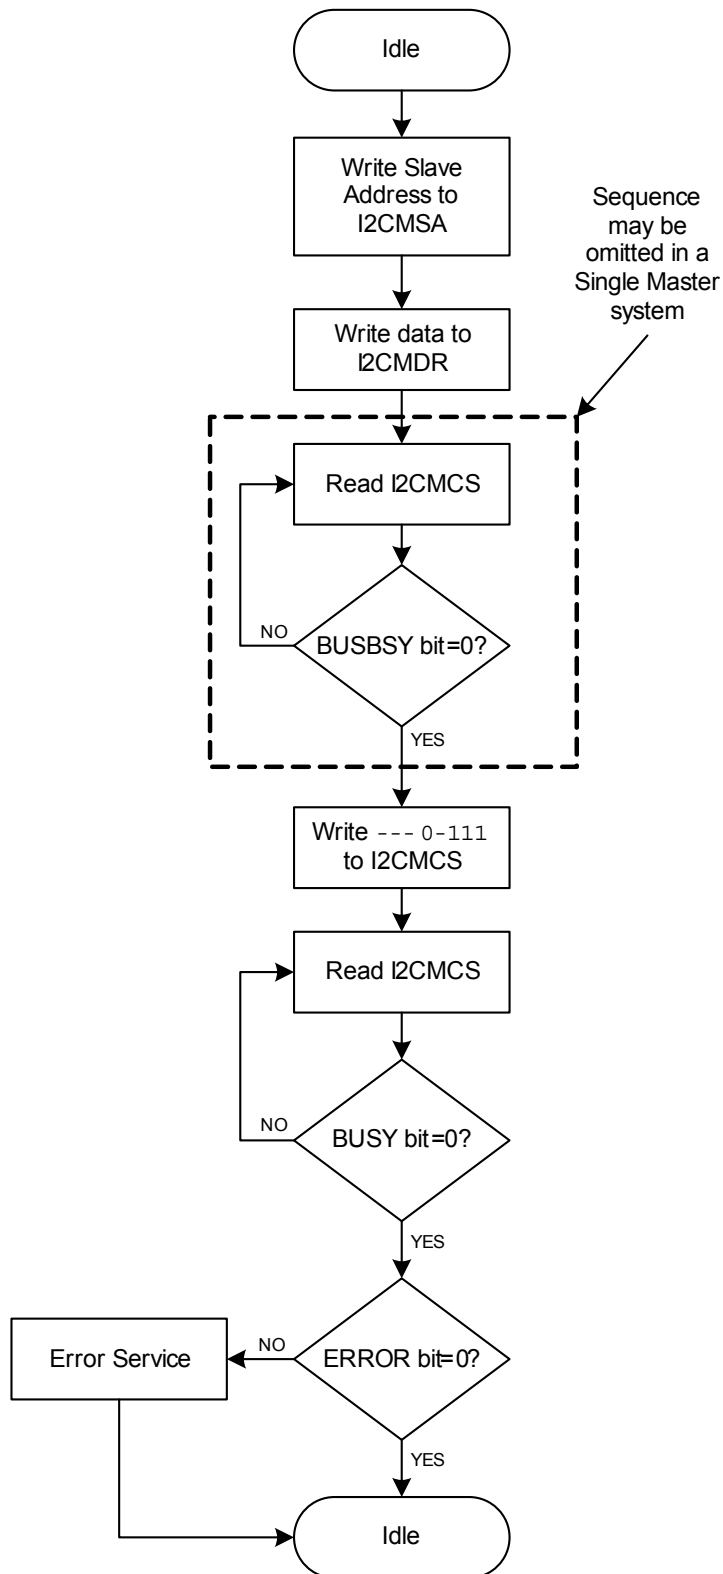 Idle
Write Slave
Address to
I2CMSA
Sequence
may be
omitted in a
Single Master
system
Write data to
I2CMDR
Read I2CMCS
NO
BUSBSY bit=0?
YES
Write --- 0-111
to I2CMCS
Read I2CMCS
NO
BUSY bit=0?
YES
Error Service
NO
ERROR bit=0?
YES
Idle